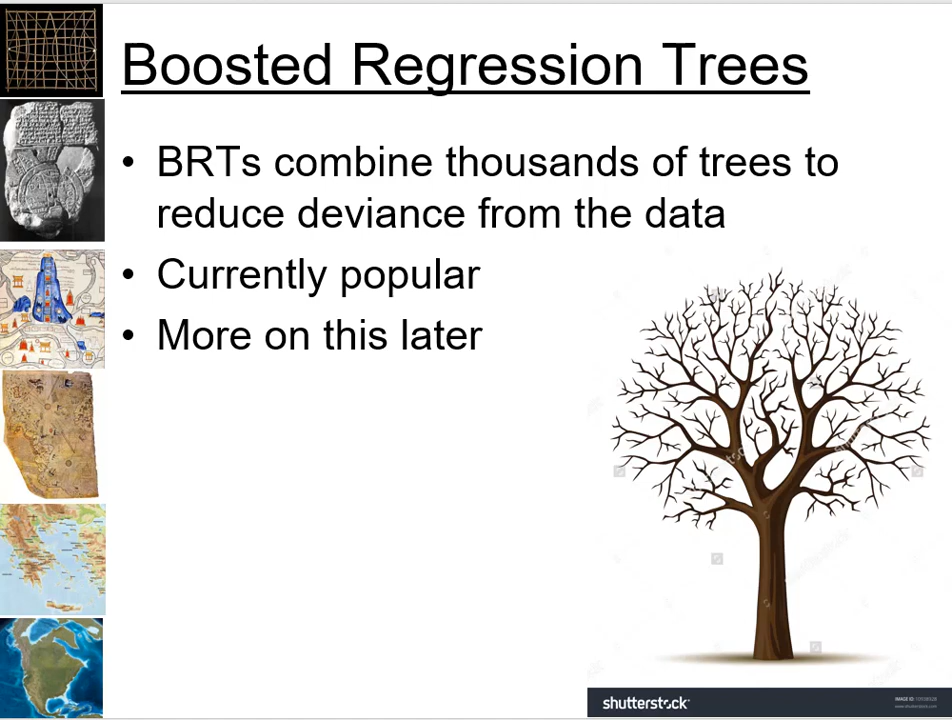 Boosted Regression Trees
• BRTs combine thousands of trees to
reduce deviance from the data
• Currently popular
• More on this later
shutterstock